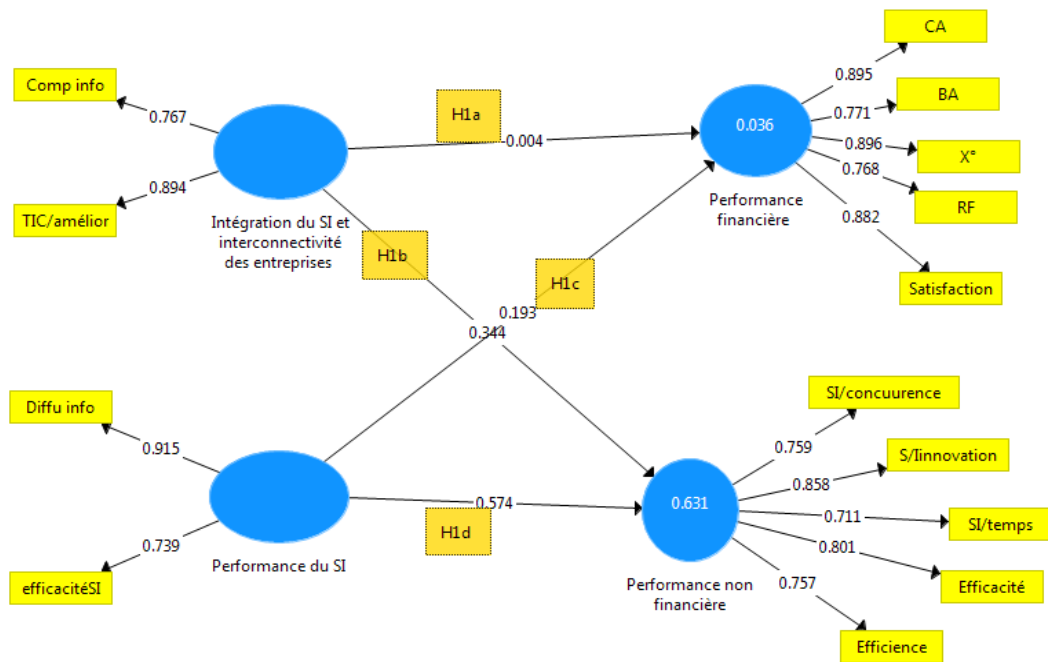 CA
Comp info
0.895
BA
0.767
H1a
0.771
-0.004
0.036
0.896
X°
0.768
0.894
RF
TIC/amélior
Intégration du SI et
interconnectivité
des entreprises
Performance
financière
0.882
H1b
H1c
Satisfaction
0.193
0.344
Diffu info
SI/concuurence
0.915
0.759
S/Iinnovation
0.858
0.574
0.631
0.711
SI/temps
0.739
H1d
0.801
efficacitéSI
Performance du SI
Performance non
financière
0.757
Efficacité
Efficience